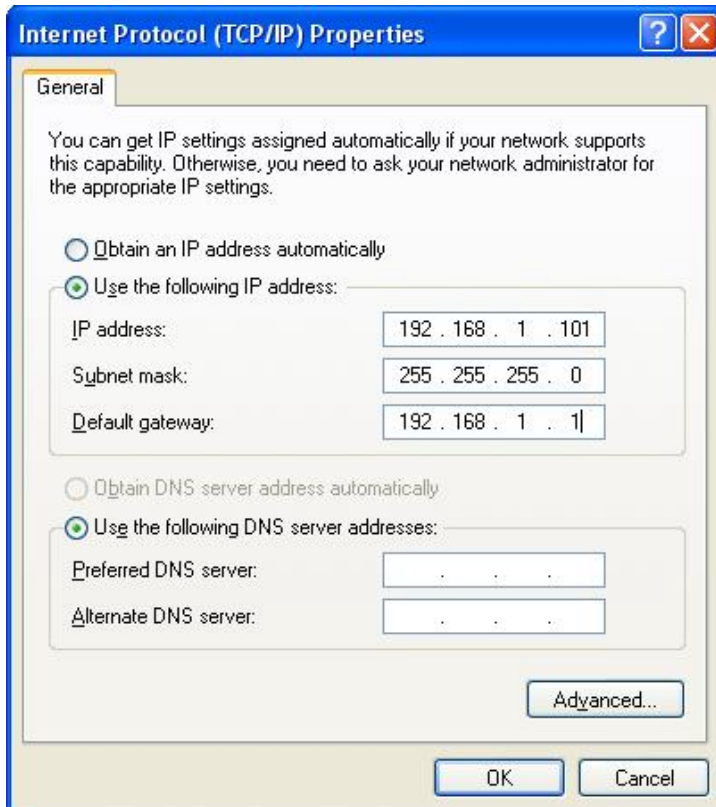 Internet Protocol (TCP/IP) Properties
General
You can get IP settings assigned automatically if your network supports
this capability. Otherwise, you need to ask your network administrator for
the appropriate IP settings.
Obtain an IP address automatically
Use the following IP address:
IP address: 192 . 168 . 1 . 101
Subnet mask: 255 . 255 . 255 . 0
Default gateway: 192 . 168 . 1 . 1
Obtain DNS server address automatically
Use the following DNS server addresses:
Preferred DNS server: . . .
Alternate DNS server: . . .
Advanced...
OK Cancel